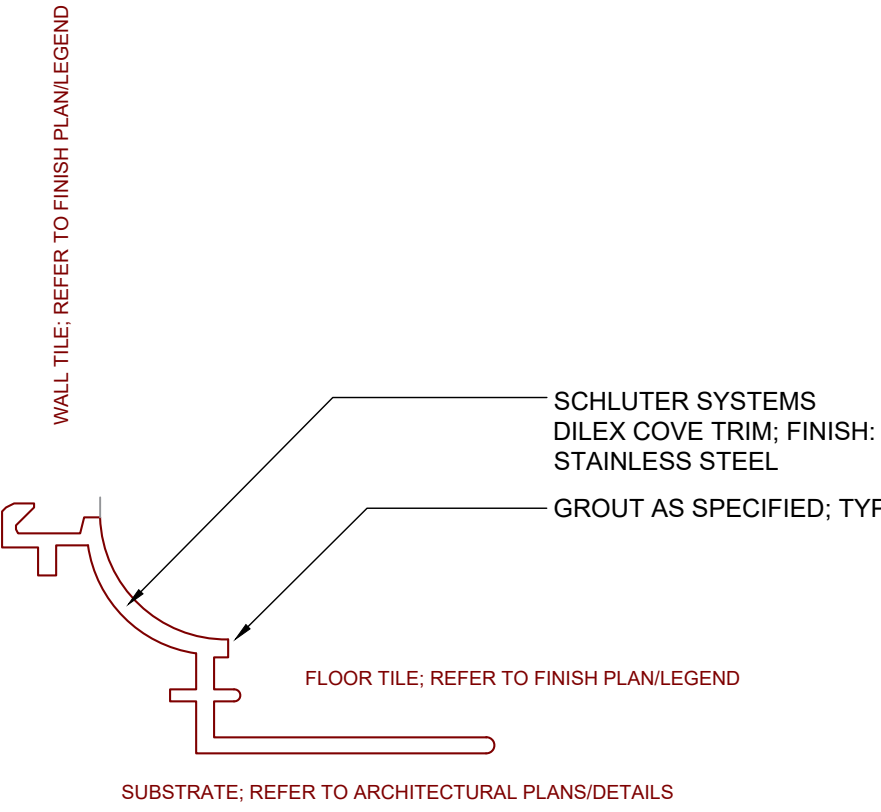 WALL TILE; REFER TO FINISH PLAN/LEGEND
SCHLUTER SYSTEMS
DILEX COVE TRIM; FINISH:
STAINLESS STEEL
GROUT AS SPECIFIED; TYP
FLOOR TILE; REFER TO FINISH PLAN/LEGEND
SUBSTRATE; REFER TO ARCHITECTURAL PLANS/DETAILS